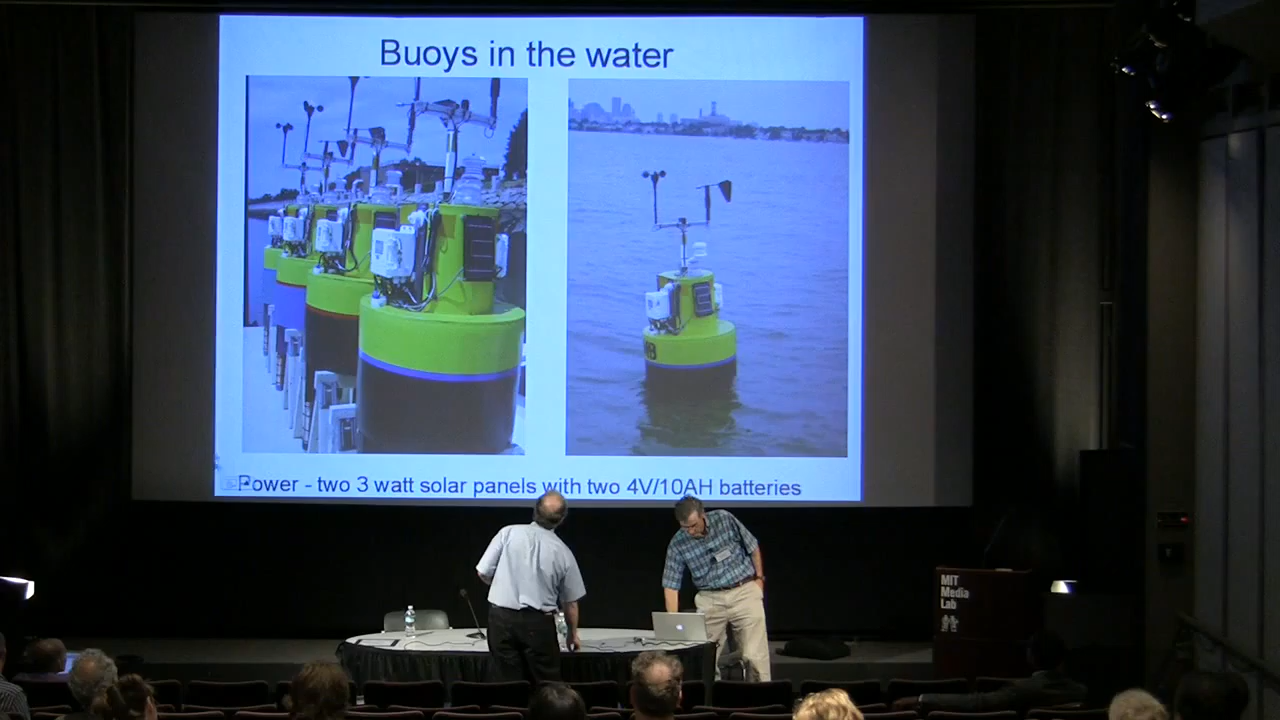 Buoys in the water
Power - two 3 watt solar panels with two 4V/10AH batteries
MIT
Media
Lab